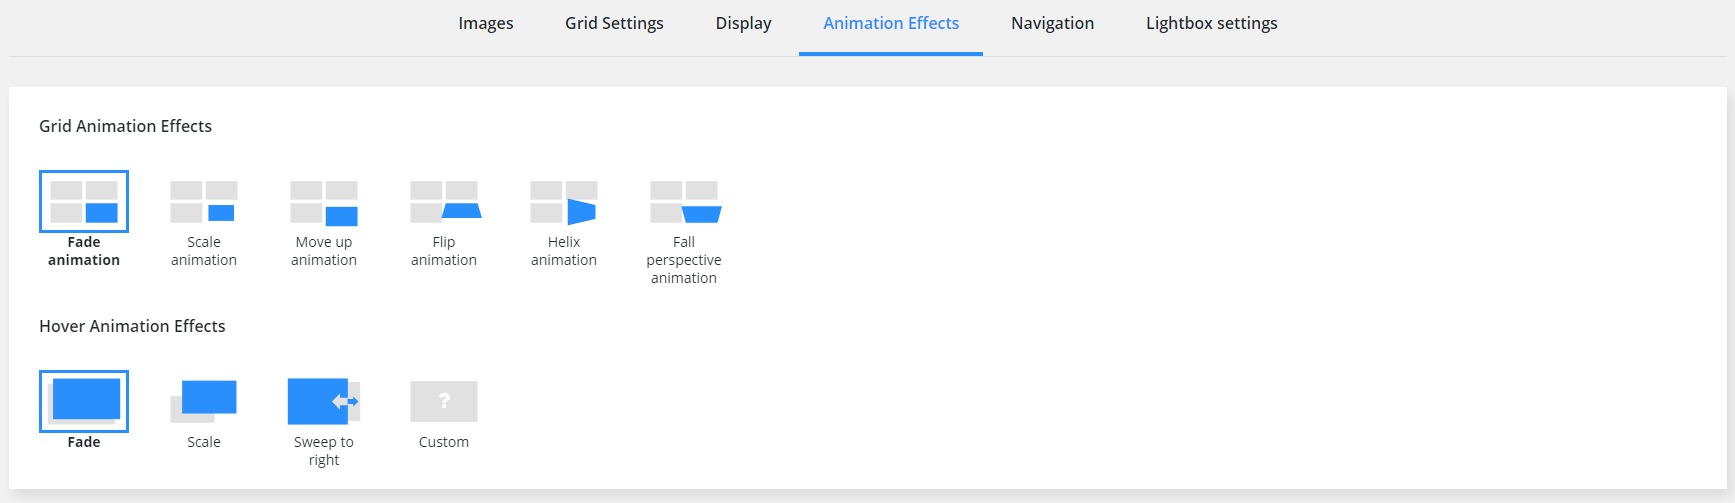 Images Grid Settings Display Animation Effects Navigation Lightbox settings
Grid Animation Effects
Fade animation
Scale animation
Move up animation
Flip animation
Helix animation
Fall perspective animation
Hover Animation Effects
?
Fade
Scale
Sweep to right
Custom